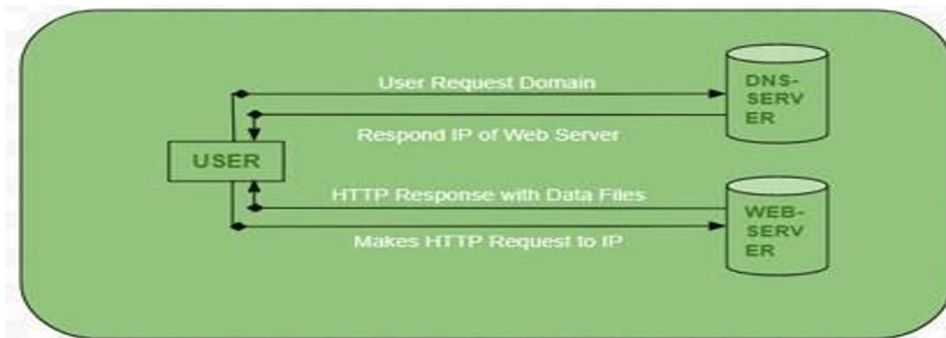 User Request Domain
DNS-
SERV
ER
Respond IP of Web Server
USER
HTTP Response with Data Files
WEB-
SERV
ER
Makes HTTP Request to IP